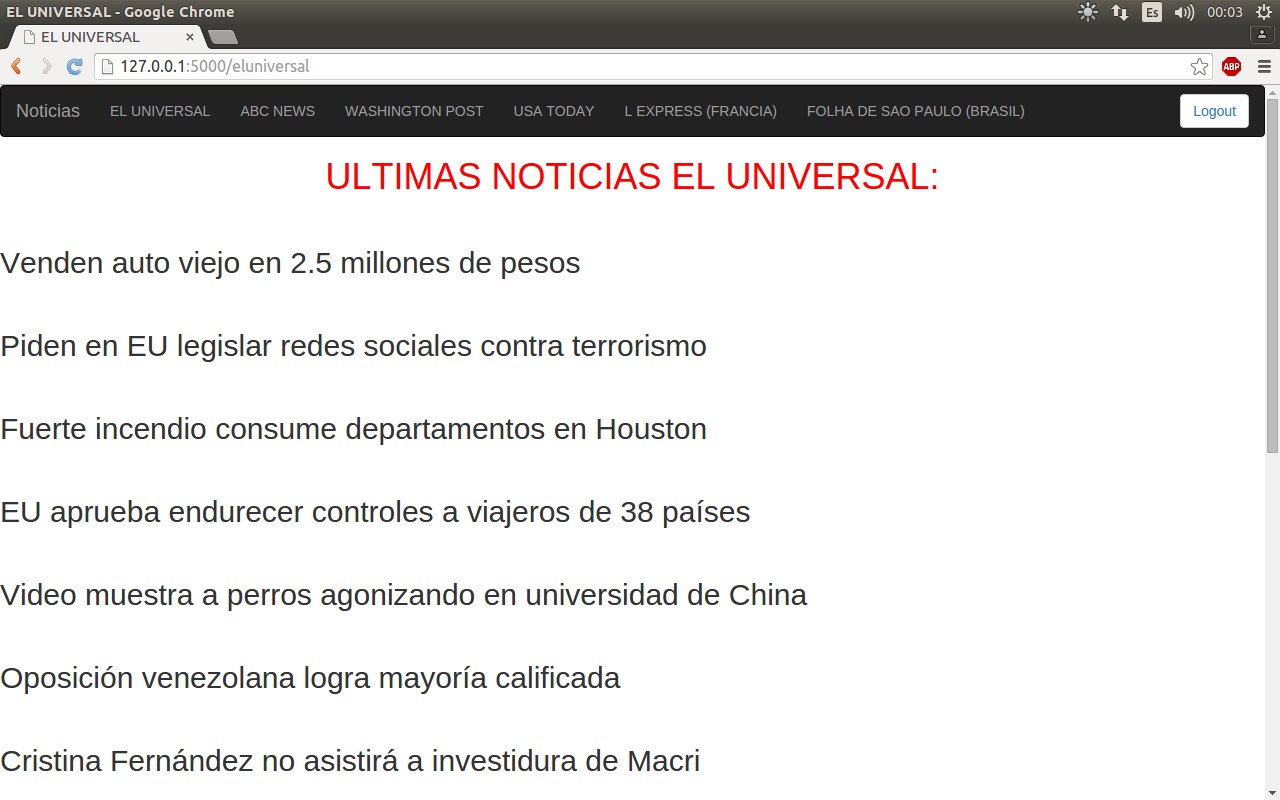 EL UNIVERSAL - Google Chrome Es 00:03
EL UNIVERSAL ×
127.0.0.1:5000/eluniversal ABP
Noticias EL UNIVERSAL ABC NEWS WASHINGTON POST USA TODAY L EXPRESS (FRANCIA) FOLHA DE SAO PAULO (BRASIL) Logout
ULTIMAS NOTICIAS EL UNIVERSAL:
Venden auto viejo en 2.5 millones de pesos
Piden en EU legislar redes sociales contra terrorismo
Fuerte incendio consume departamentos en Houston
EU aprueba endurecer controles a viajeros de 38 países
Video muestra a perros agonizando en universidad de China
Oposición venezolana logra mayoría calificada
Cristina Fernández no asistirá a investidura de Macri